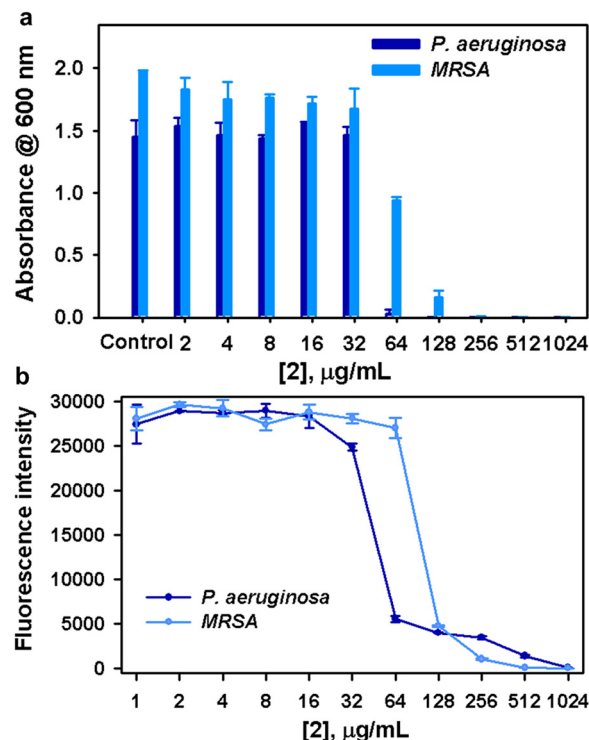 a
P. aeruginosa
MRSA
Absorbance @ 600 nm
2.0
1.5
1.0
0.5
0.0
Control 2 4 8 16 32 64 128 256 512 1024
[2], μg/mL
b
Fluorescence intensity
30000
25000
20000
15000
10000
5000
0
P. aeruginosa
MRSA
1 2 4 8 16 32 64 128 256 512 1024
[2], μg/mL